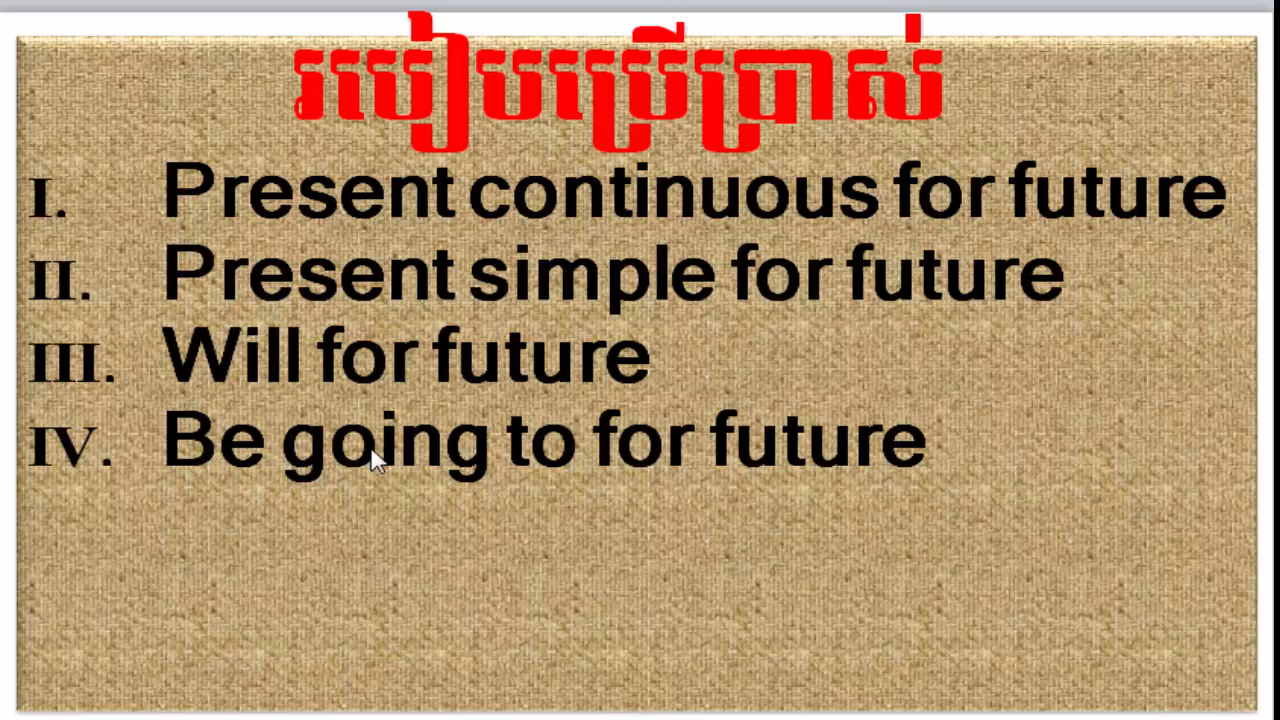 របៀបប្រើប្រាស់
I. Present continuous for future
II. Present simple for future
III. Will for future
IV. Be going to for future